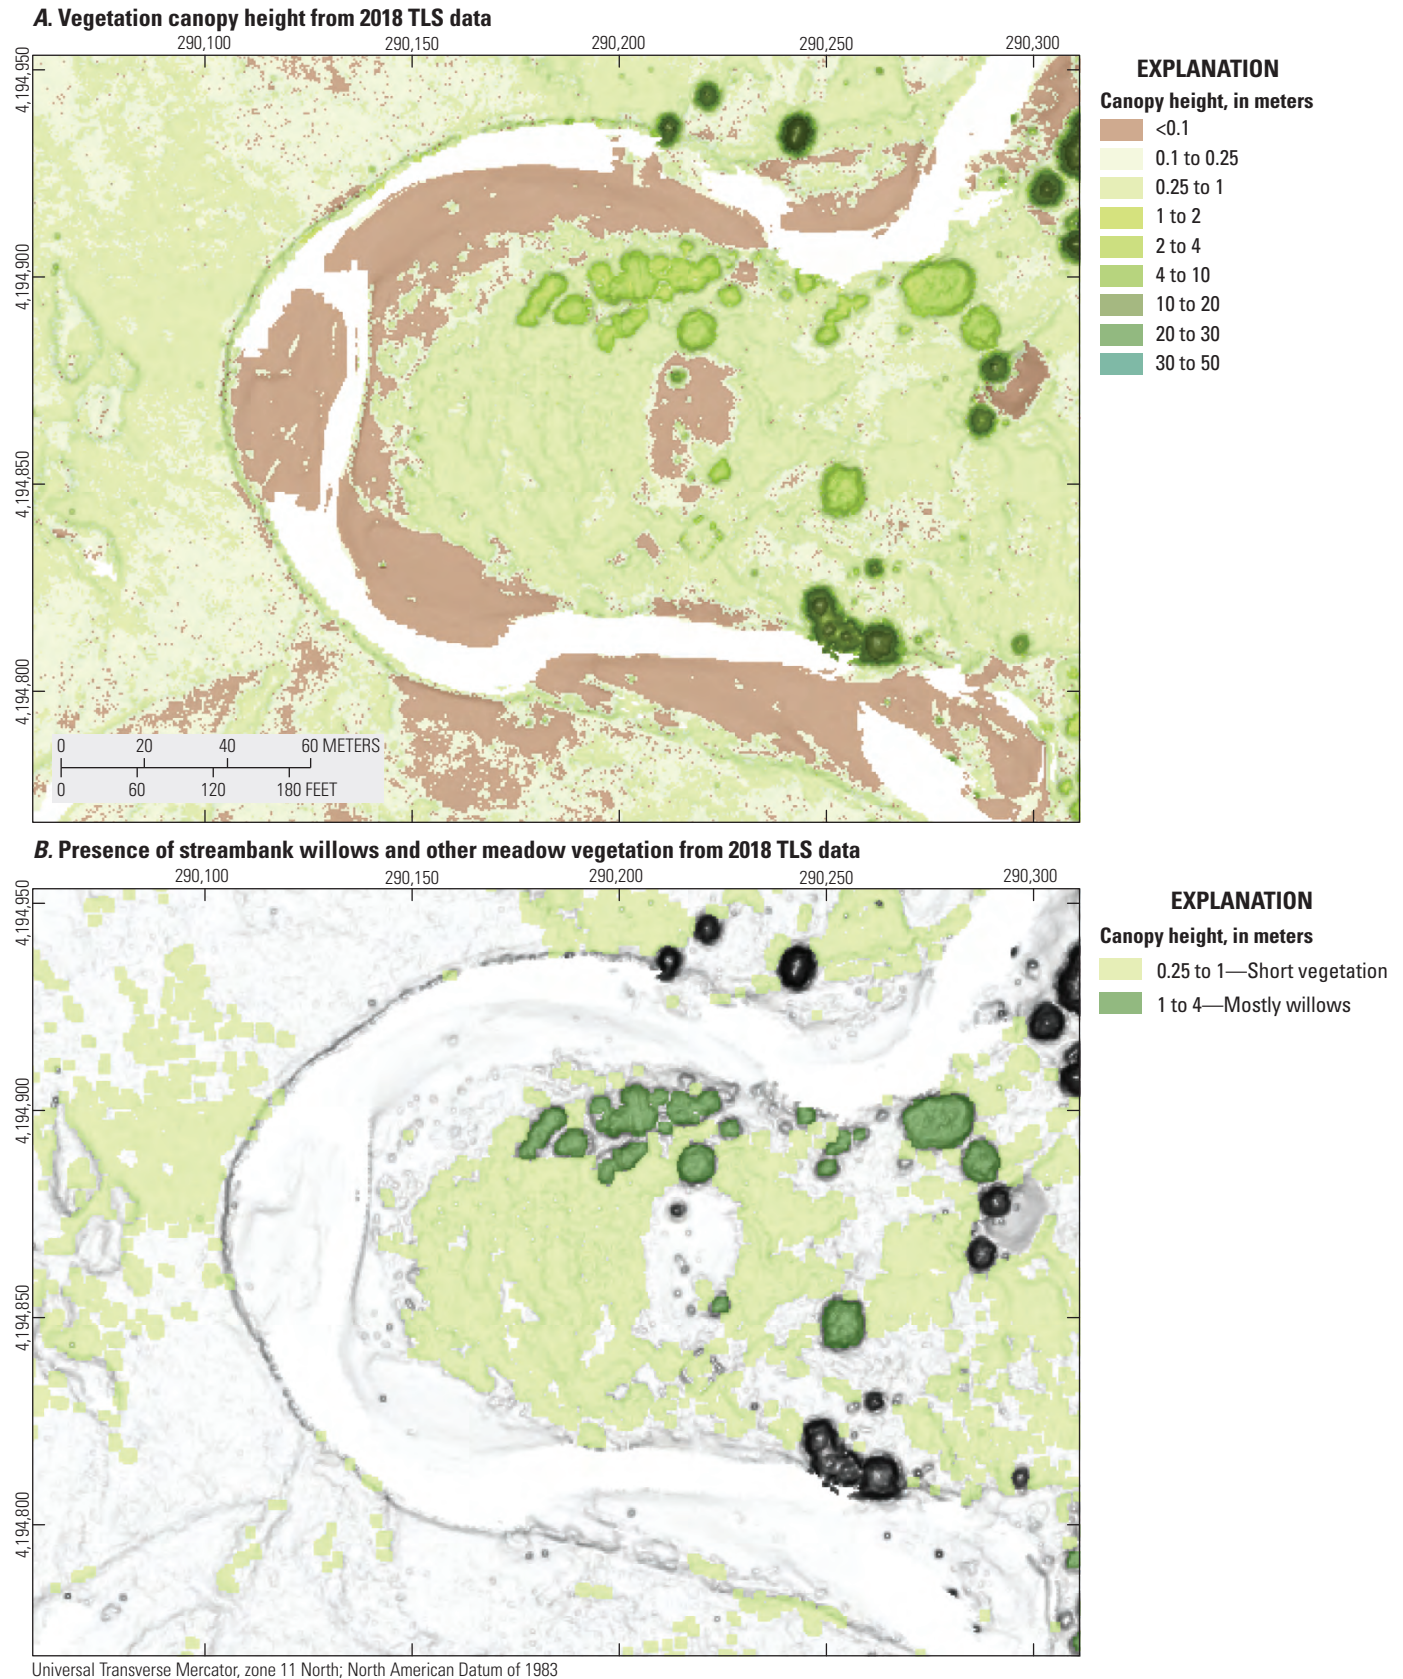 A. Vegetation canopy height from 2018 TLS data
290,100 290,150 290,200 290,250 290,300
4,194,950
4,194,900
4,194,850
4,194,800
0 20 40 60 METERS
0 60 120 180 FEET
EXPLANATION
Canopy height, in meters
<0.1
0.1 to 0.25
0.25 to 1
1 to 2
2 to 4
4 to 10
10 to 20
20 to 30
30 to 50
B. Presence of streambank willows and other meadow vegetation from 2018 TLS data
290,100 290,150 290,200 290,250 290,300
4,194,950
4,194,900
4,194,850
4,194,800
EXPLANATION
Canopy height, in meters
0.25 to 1—Short vegetation
1 to 4—Mostly willows
Universal Transverse Mercator, zone 11 North; North American Datum of 1983